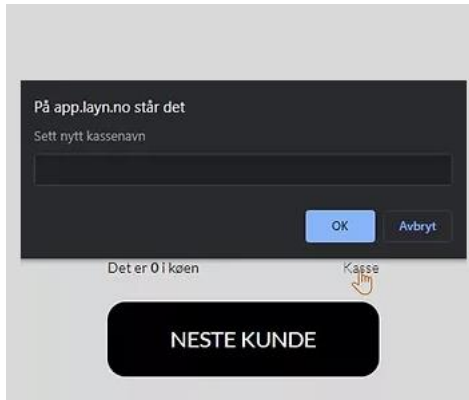 På app.layn.no står det
Sett nytt kassenavn
OK Avbryt
Det er 0 i køen Kasse
NESTE KUNDE